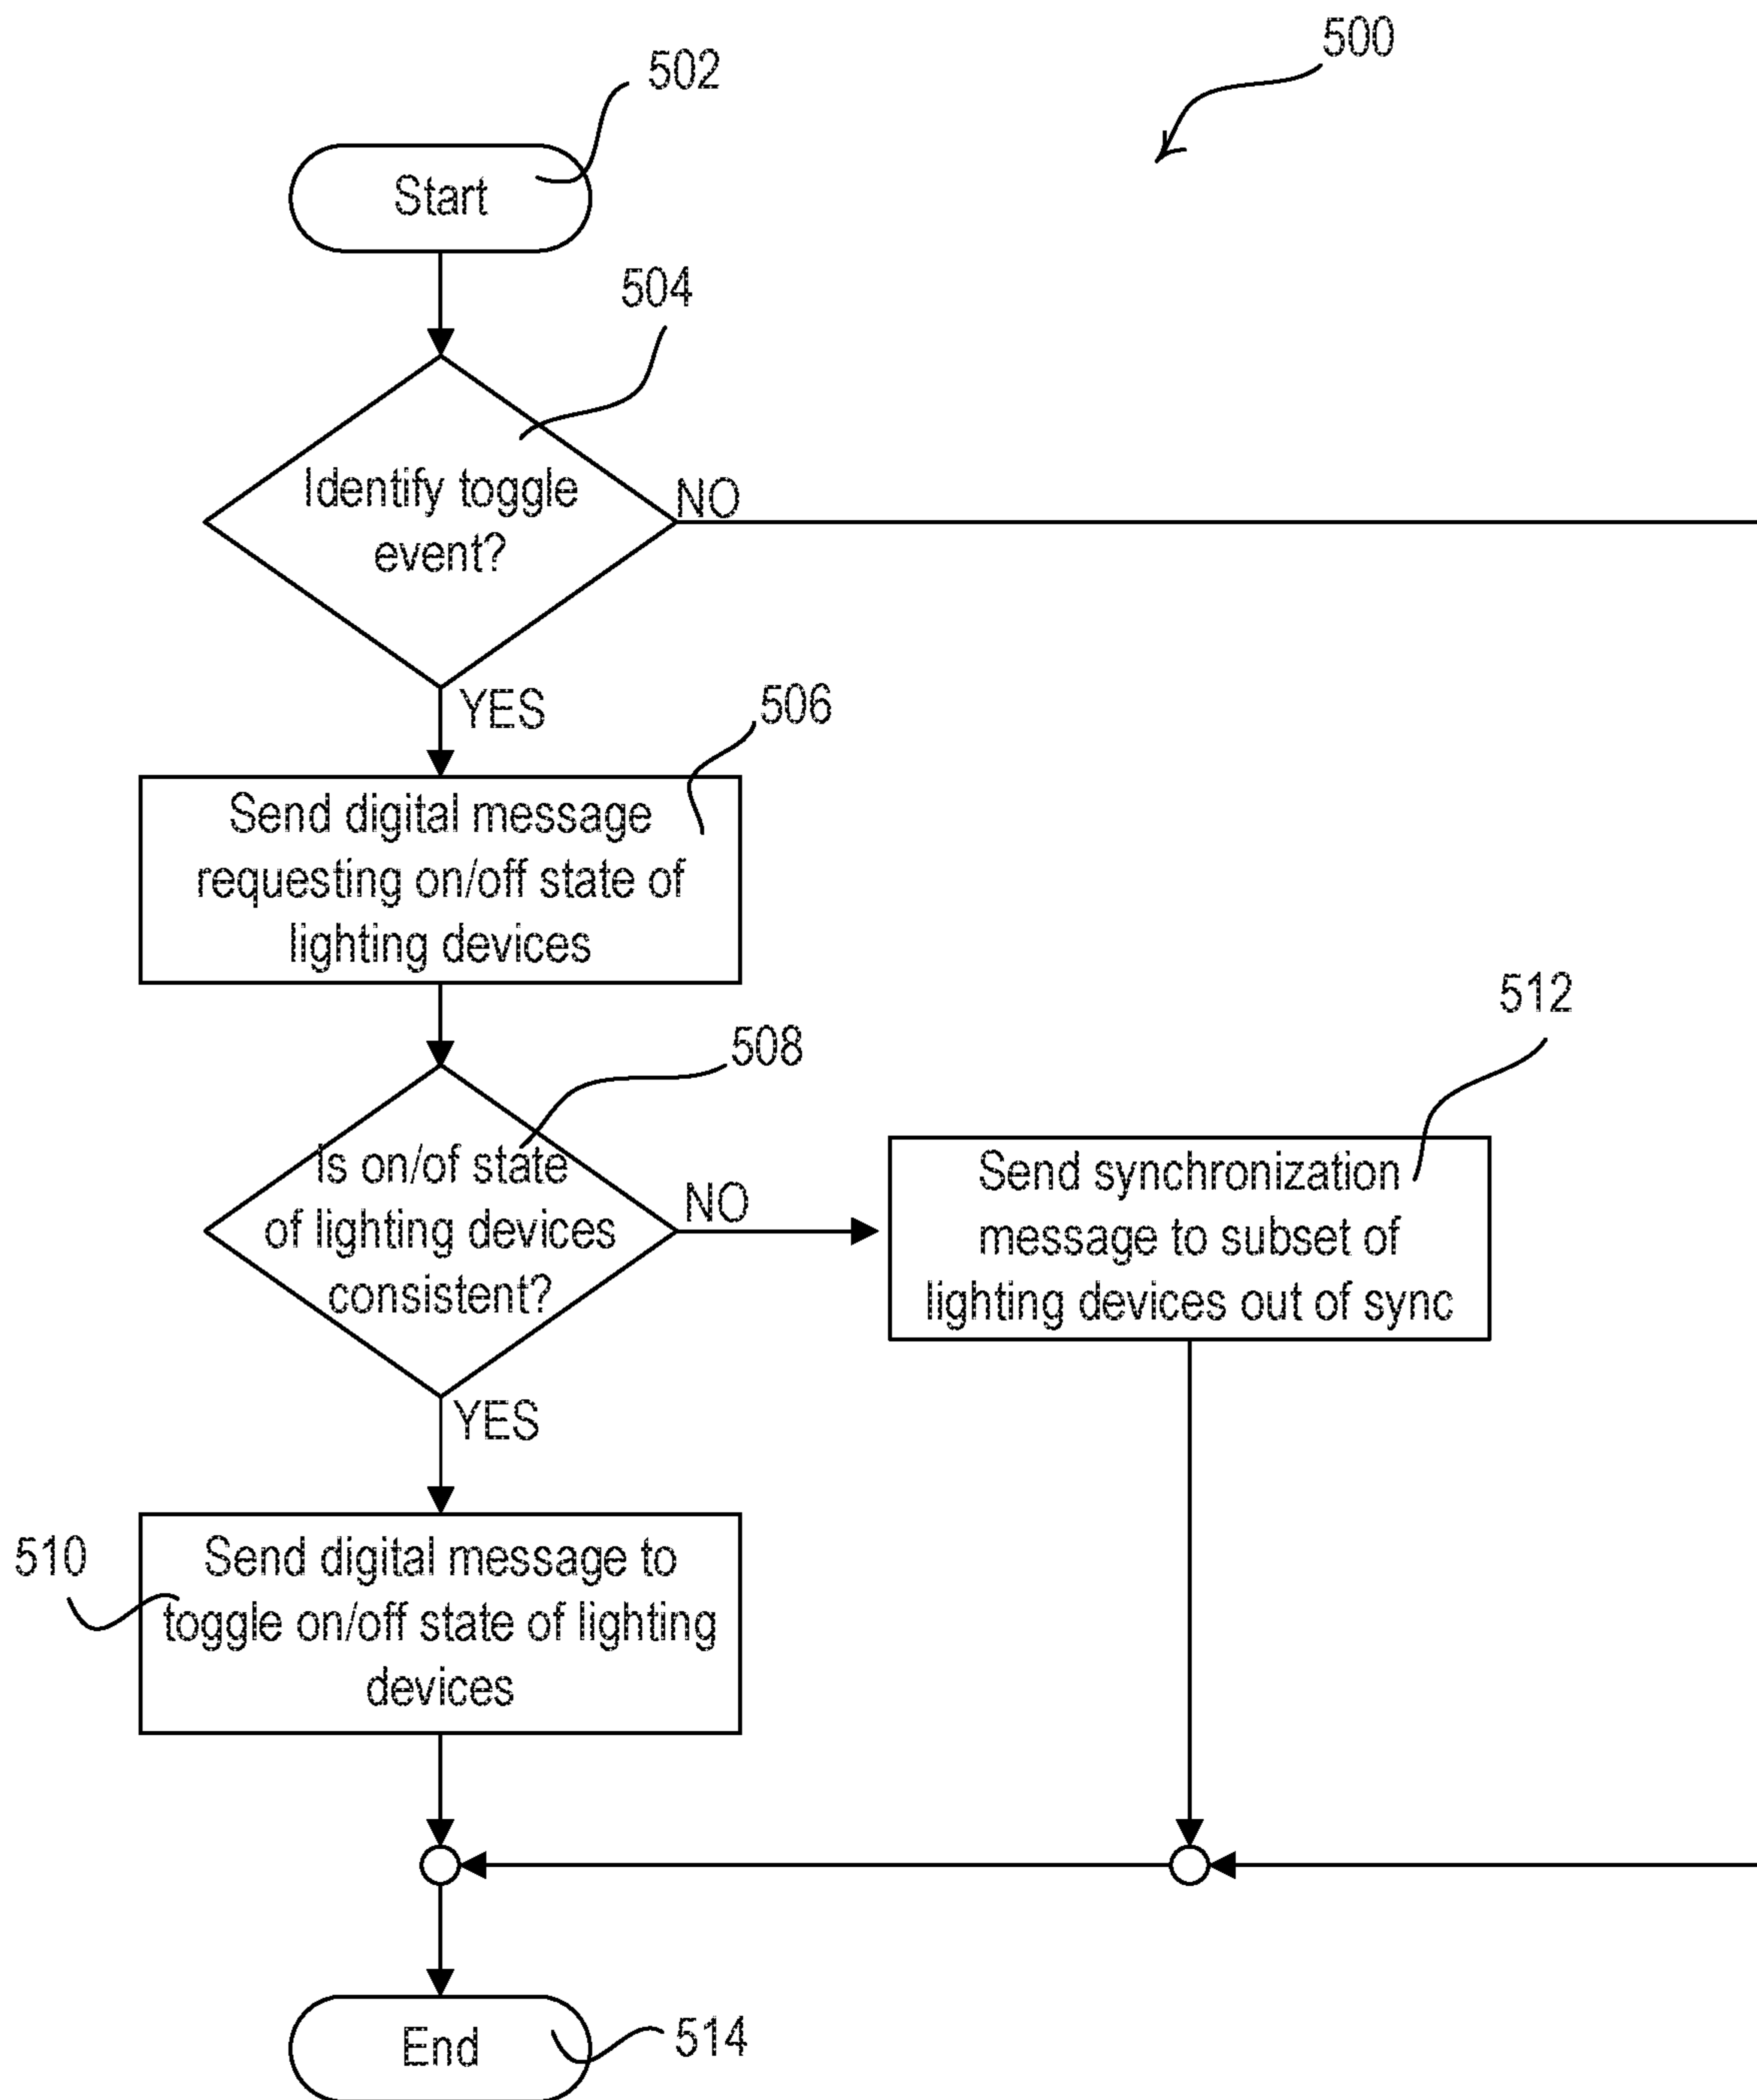 500
502
Start
504
Identify toggle
event?
NO
YES
506
Send digital message
requesting on/off state of
lighting devices
508
Is on/of state
of lighting devices
consistent?
NO
512
Send synchronization
message to subset of
lighting devices out of sync
YES
510
Send digital message to
toggle on/off state of lighting
devices
End
514